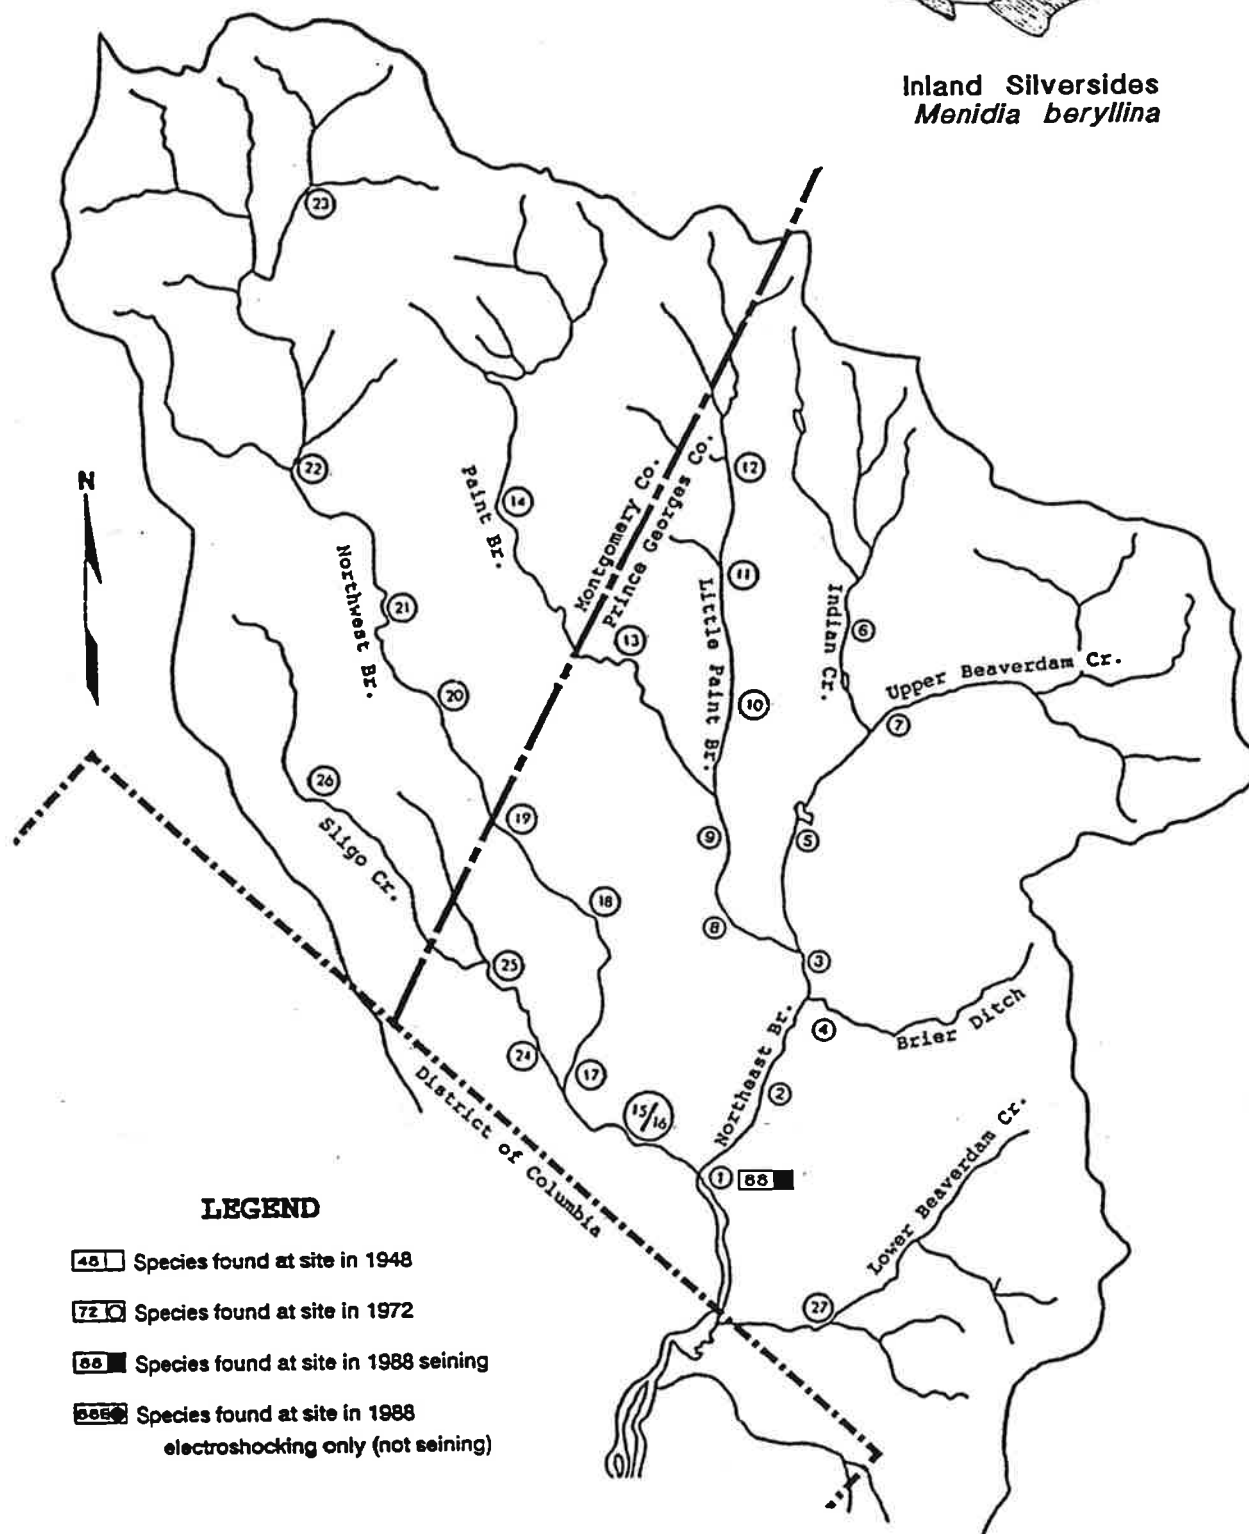 Inland Silversides
Menidia beryllina
23
N
22
Paint Br.
14
Montgomery Co.
Prince Georges Co.
12
11
Northwest Br.
21
13
Little Paint Br.
Indian Cr.
6
Upper Beaverdam Cr.
20
10
7
26
Sligo Cr.
19
9
5
18
8
25
3
4
Brier Ditch
24
17
Northeast Br.
2
15/16
District of Columbia
1
88
Lower Beaverdam Cr.
27
LEGEND
48 Species found at site in 1948
72 Species found at site in 1972
88 Species found at site in 1988 seining
88E Species found at site in 1988
electroshocking only (not seining)